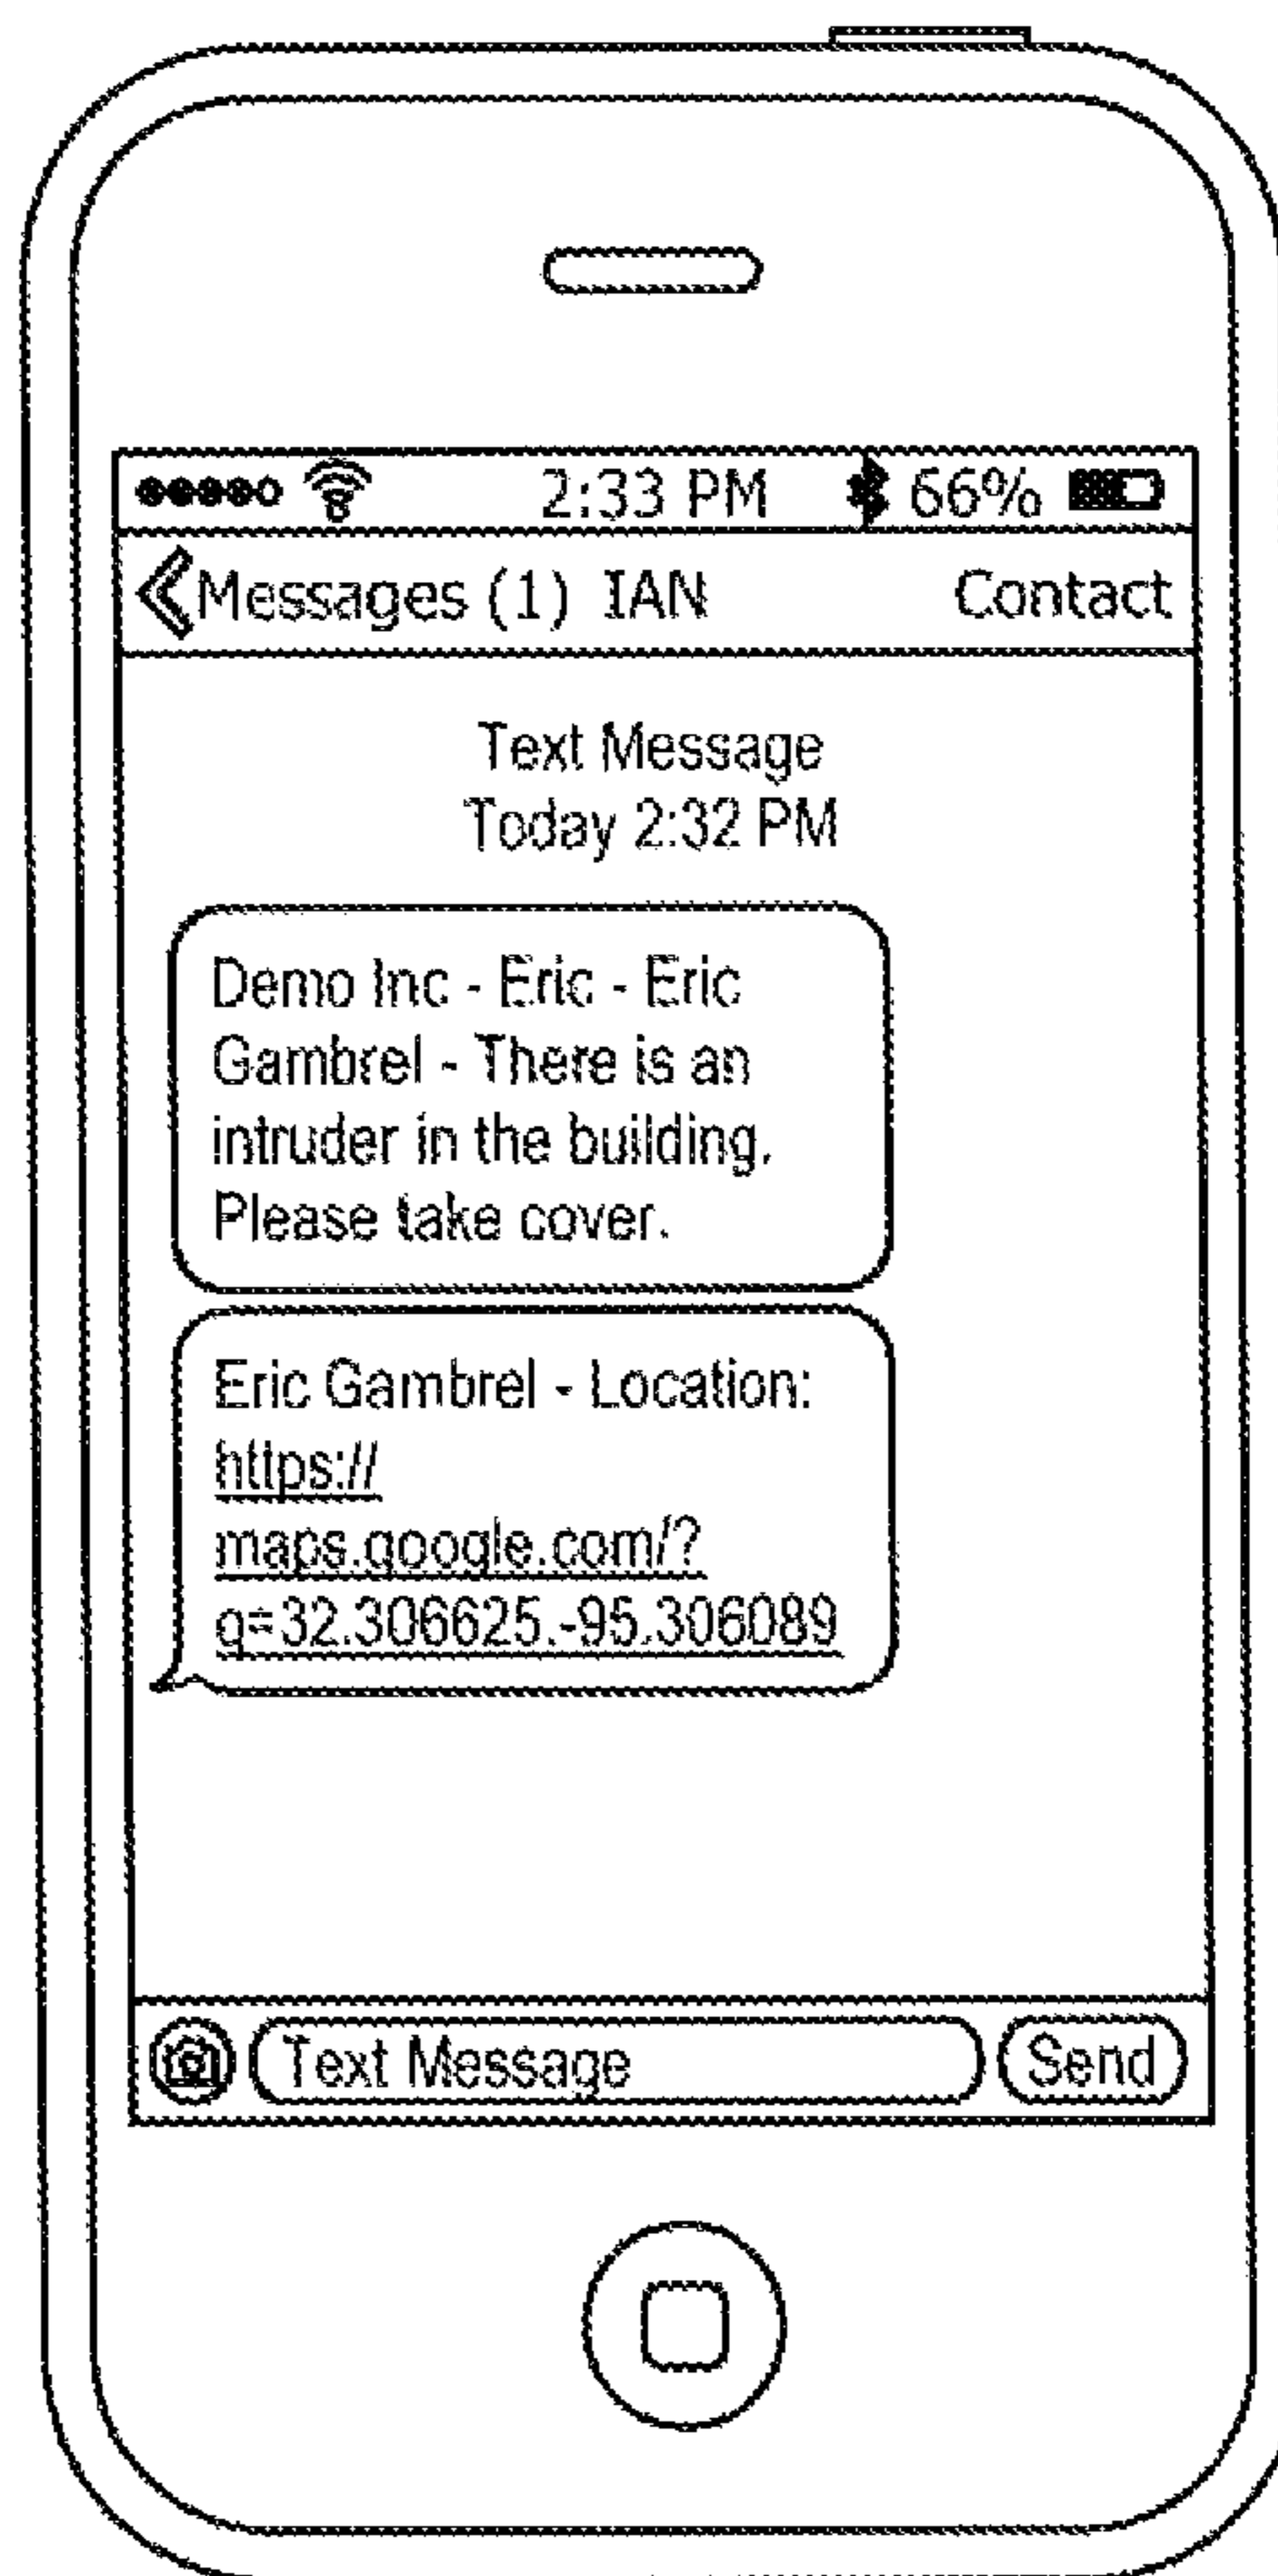 2:33 PM 66%
Messages (1) IAN Contact
Text Message
Today 2:32 PM
Demo Inc - Eric - Eric
Gambrel - There is an
intruder in the building.
Please take cover.
Eric Gambrel - Location:
https://
maps.google.com/?
q=32.306625,-95.306089
Text Message Send